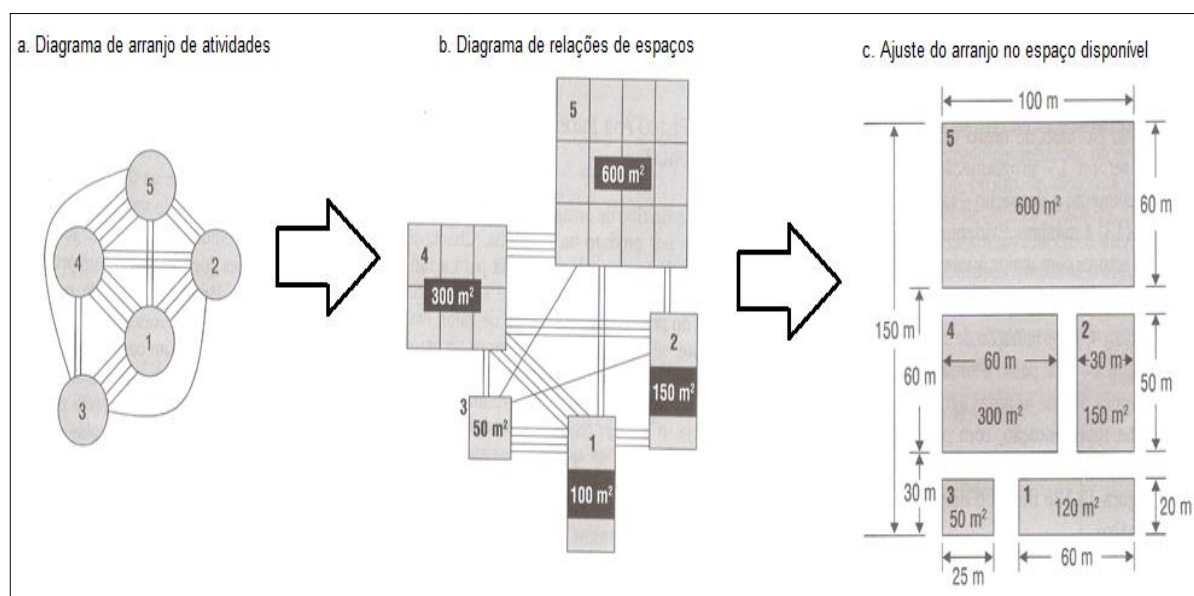 a. Diagrama de arranjo de atividades
5
4
2
1
3
b. Diagrama de relações de espaços
5
600 m²
4
300 m²
2
150 m²
3
50 m²
1
100 m²
c. Ajuste do arranjo no espaço disponível
100 m
5
600 m²
60 m
150 m
60 m
4
60 m
300 m²
2
30 m
150 m²
50 m
30 m
3
50 m²
1
120 m²
20 m
25 m
60 m